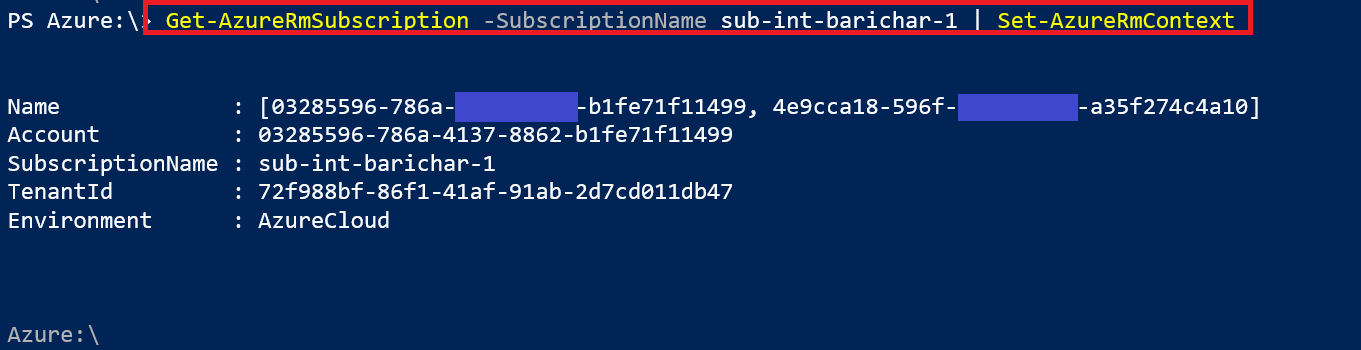 PS Azure:\> Get-AzureRmSubscription -SubscriptionName sub-int-barichar-1 | Set-AzureRmContext
Name : [03285596-786a- -b1fe71f11499, 4e9cca18-596f- -a35f274c4a10]
Account : 03285596-786a-4137-8862-b1fe71f11499
SubscriptionName : sub-int-barichar-1
TenantId : 72f988bf-86f1-41af-91ab-2d7cd011db47
Environment : AzureCloud
Azure:\